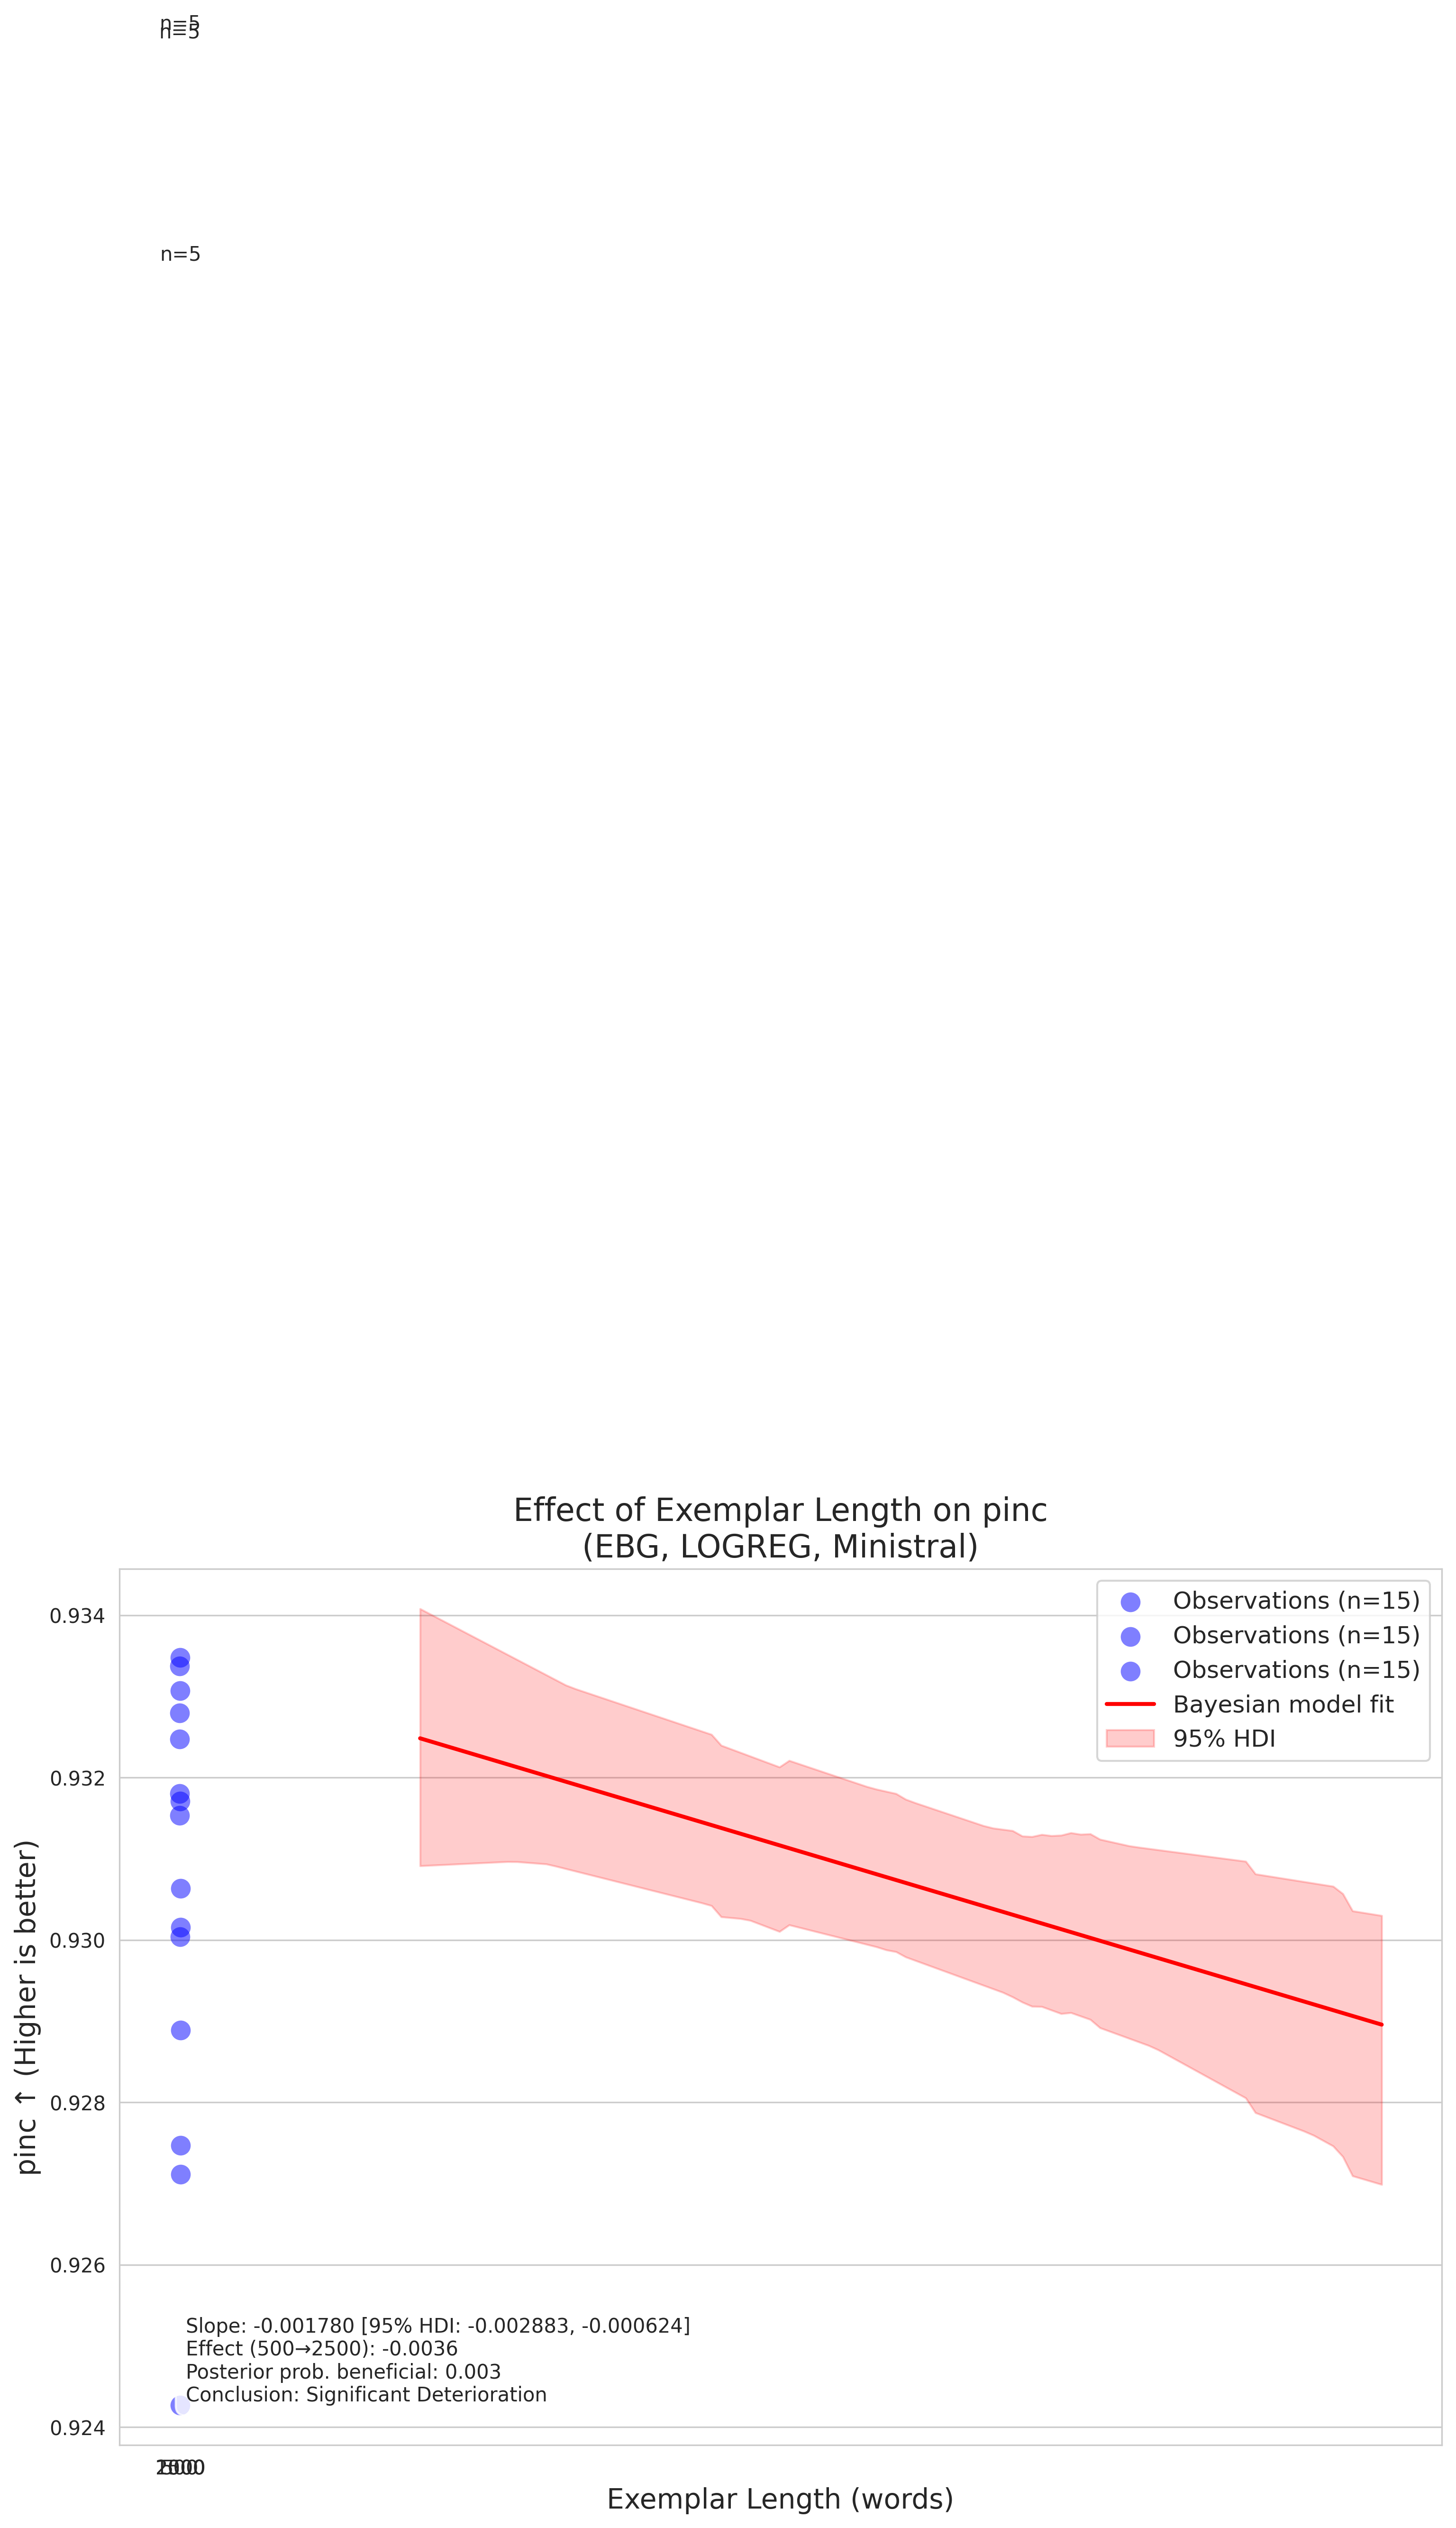 n=5
n=5
n=5
Effect of Exemplar Length on pinc
(EBG, LOGREG, Ministral)
Observations (n=15)
Observations (n=15)
Observations (n=15)
Bayesian model fit
95% HDI
pinc ↑ (Higher is better)
0.934
0.932
0.930
0.928
0.926
0.924
Slope: -0.001780 [95% HDI: -0.002883, -0.000624]
Effect (500→2500): -0.0036
Posterior prob. beneficial: 0.003
Conclusion: Significant Deterioration
Exemplar Length (words)